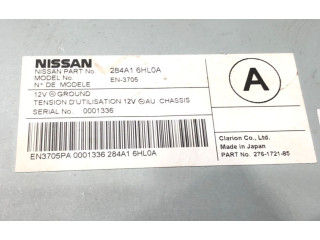 NISSAN
NISSAN PART No. 284A1 6HL0A
MODEL No. EN-3705
N° DE MODELE
12V ⊖ GROUND
TENSION D'UTILISATION 12V ⊖ AU CHASSIS
SERIAL No. 0001336
EN3705PA 0001336 284A1 6HL0A
A
Clarion Co., Ltd.
Made in Japan
PART No. 276-1721-85